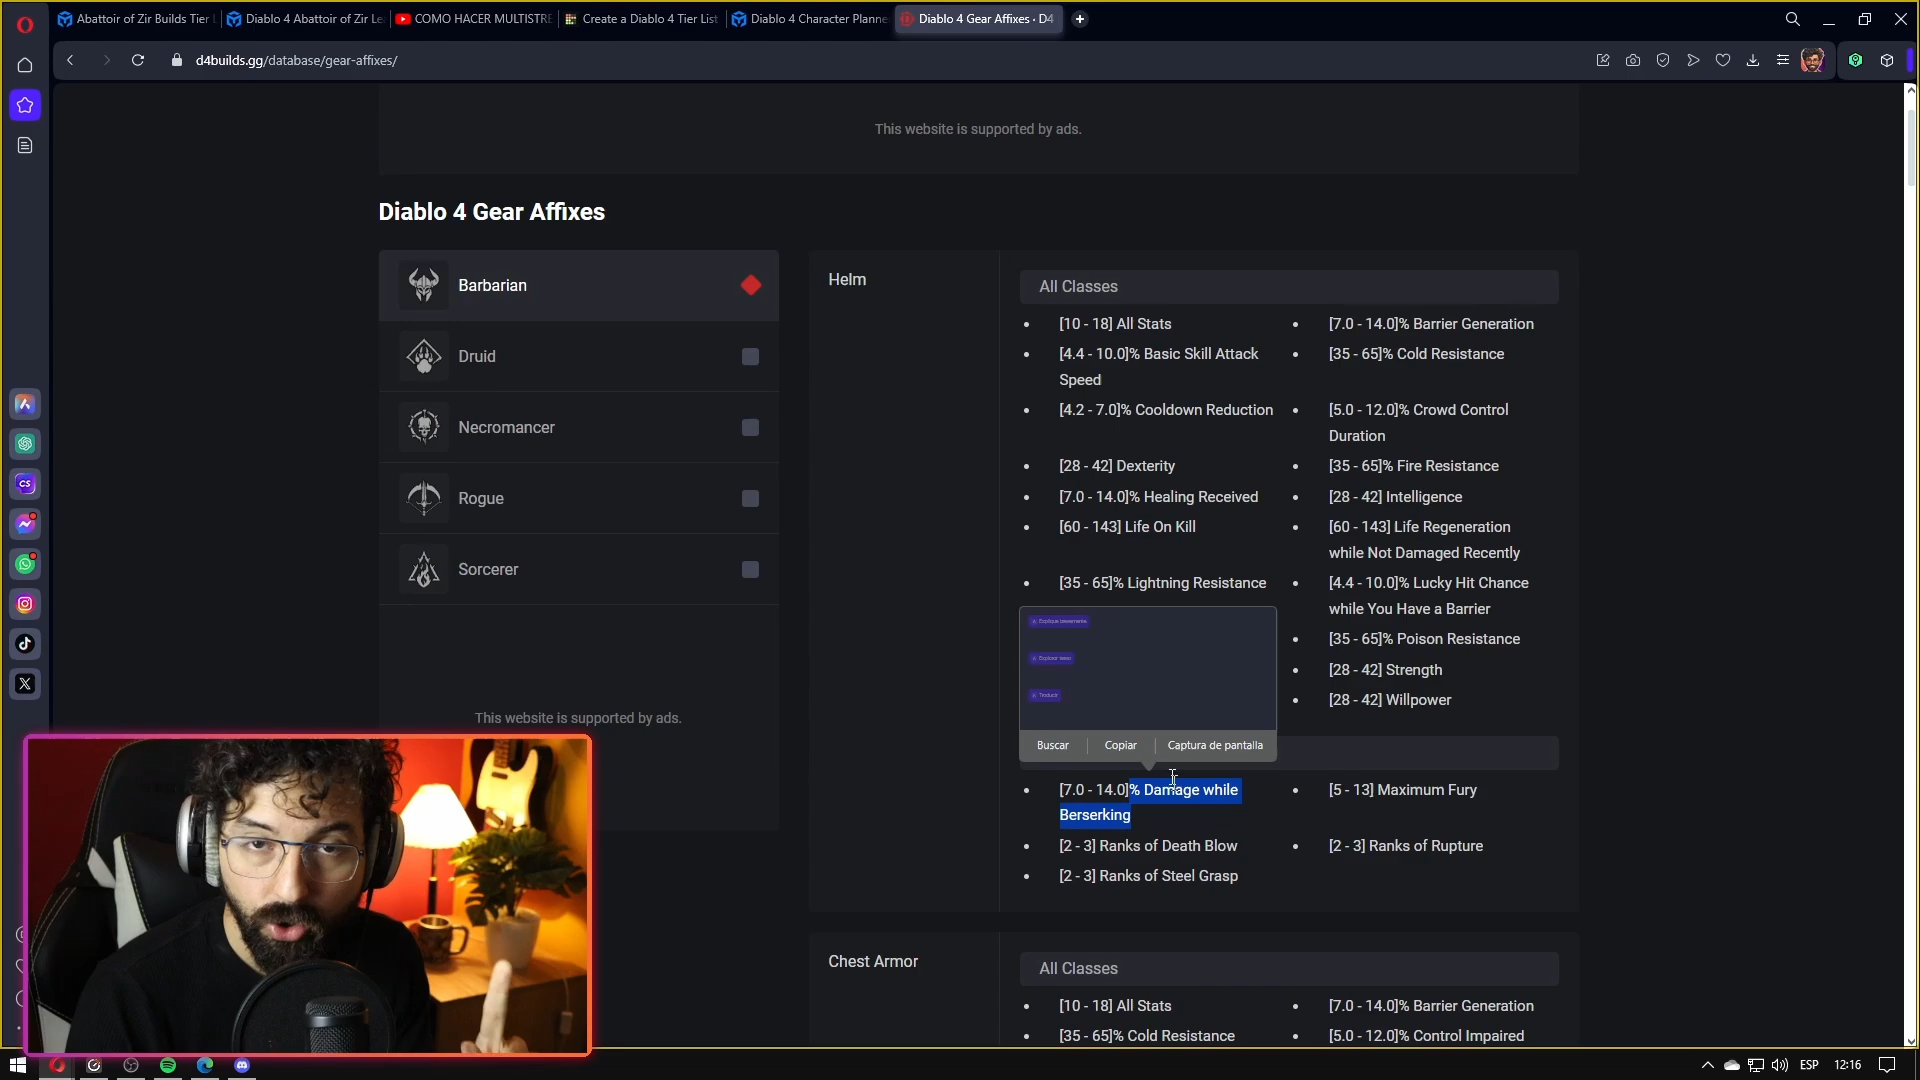 Abattoir of Zir Builds Tier
Diablo 4 Abattoir of Zir Le
COMO HACER MULTISTRE
Create a Diablo 4 Tier List
Diablo 4 Character Planne
Diablo 4 Gear Affixes • D4
d4builds.gg/database/gear-affixes/
This website is supported by ads.
Diablo 4 Gear Affixes
Barbarian
Druid
Necromancer
Rogue
Sorcerer
This website is supported by ads.
Helm
All Classes
[10 - 18] All Stats
[7.0 - 14.0]% Barrier Generation
[4.4 - 10.0]% Basic Skill Attack
Speed
[35 - 65]% Cold Resistance
[4.2 - 7.0]% Cooldown Reduction
[5.0 - 12.0]% Crowd Control
Duration
[28 - 42] Dexterity
[35 - 65]% Fire Resistance
[7.0 - 14.0]% Healing Received
[28 - 42] Intelligence
[60 - 143] Life On Kill
[60 - 143] Life Regeneration
while Not Damaged Recently
[35 - 65]% Lightning Resistance
[4.4 - 10.0]% Lucky Hit Chance
while You Have a Barrier
[35 - 65]% Poison Resistance
[28 - 42] Strength
[28 - 42] Willpower
Traducir
Buscar
Copiar
Captura de pantalla
[7.0 - 14.0]% Damage while
Berserking
[5 - 13] Maximum Fury
[2 - 3] Ranks of Death Blow
[2 - 3] Ranks of Rupture
[2 - 3] Ranks of Steel Grasp
Chest Armor
All Classes
[10 - 18] All Stats
[7.0 - 14.0]% Barrier Generation
[35 - 65]% Cold Resistance
[5.0 - 12.0]% Control Impaired
CS
ESP
12:16